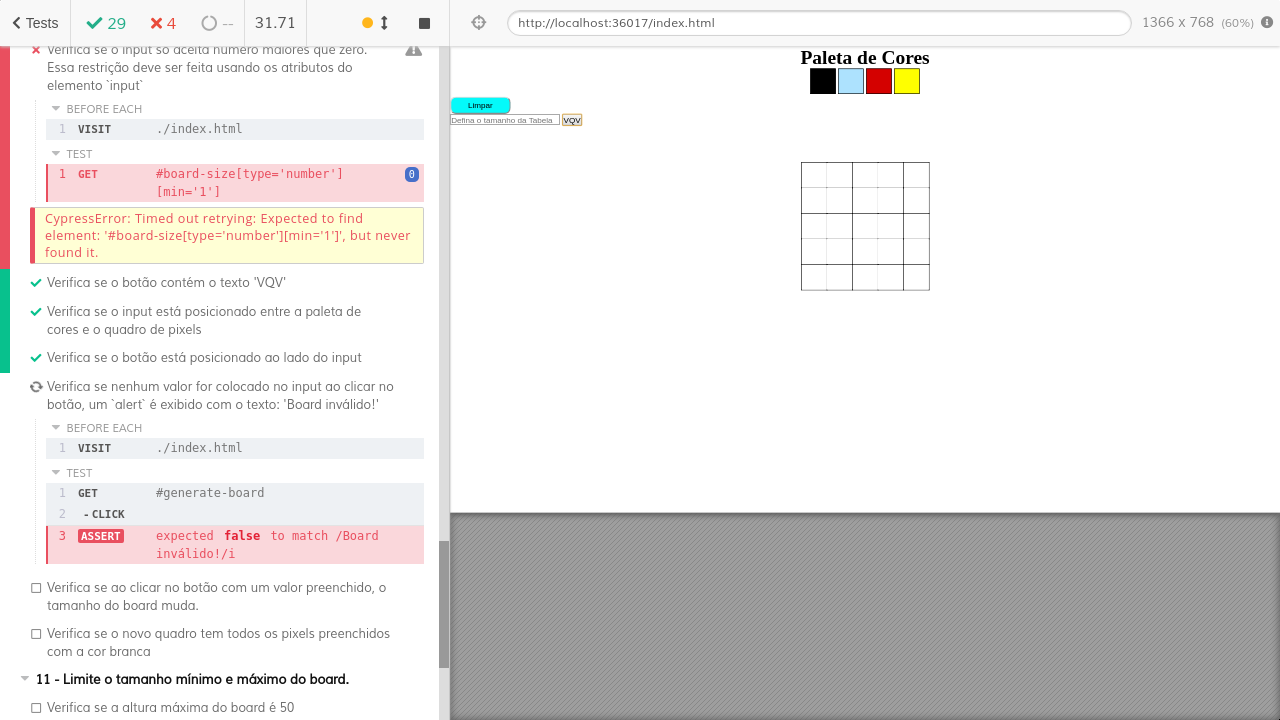 Tests
29
4
--
31.71
http://localhost:36017/index.html
1366 x 768 (60%)
Verifica se o input só aceita número maiores que zero.
Essa restrição deve ser feita usando os atributos do
elemento `input`
BEFORE EACH
1 VISIT ./index.html
TEST
1 GET #board-size[type='number']
[min='1']
0
CypressError: Timed out retrying: Expected to find
element: '#board-size[type='number'][min='1']', but never
found it.
Verifica se o botão contém o texto 'VQV'
Verifica se o input está posicionado entre a paleta de
cores e o quadro de pixels
Verifica se o botão está posicionado ao lado do input
Verifica se nenhum valor for colocado no input ao clicar no
botão, um `alert` é exibido com o texto: 'Board inválido!'
BEFORE EACH
1 VISIT ./index.html
TEST
1 GET #generate-board
2 - CLICK
3 ASSERT expected false to match /Board
inválido!/i
Verifica se ao clicar no botão com um valor preenchido, o
tamanho do board muda.
Verifica se o novo quadro tem todos os pixels preenchidos
com a cor branca
11 - Limite o tamanho mínimo e máximo do board.
Verifica se a altura máxima do board é 50
Paleta de Cores
Limpar
Defina o tamanho da Tabela
VQV